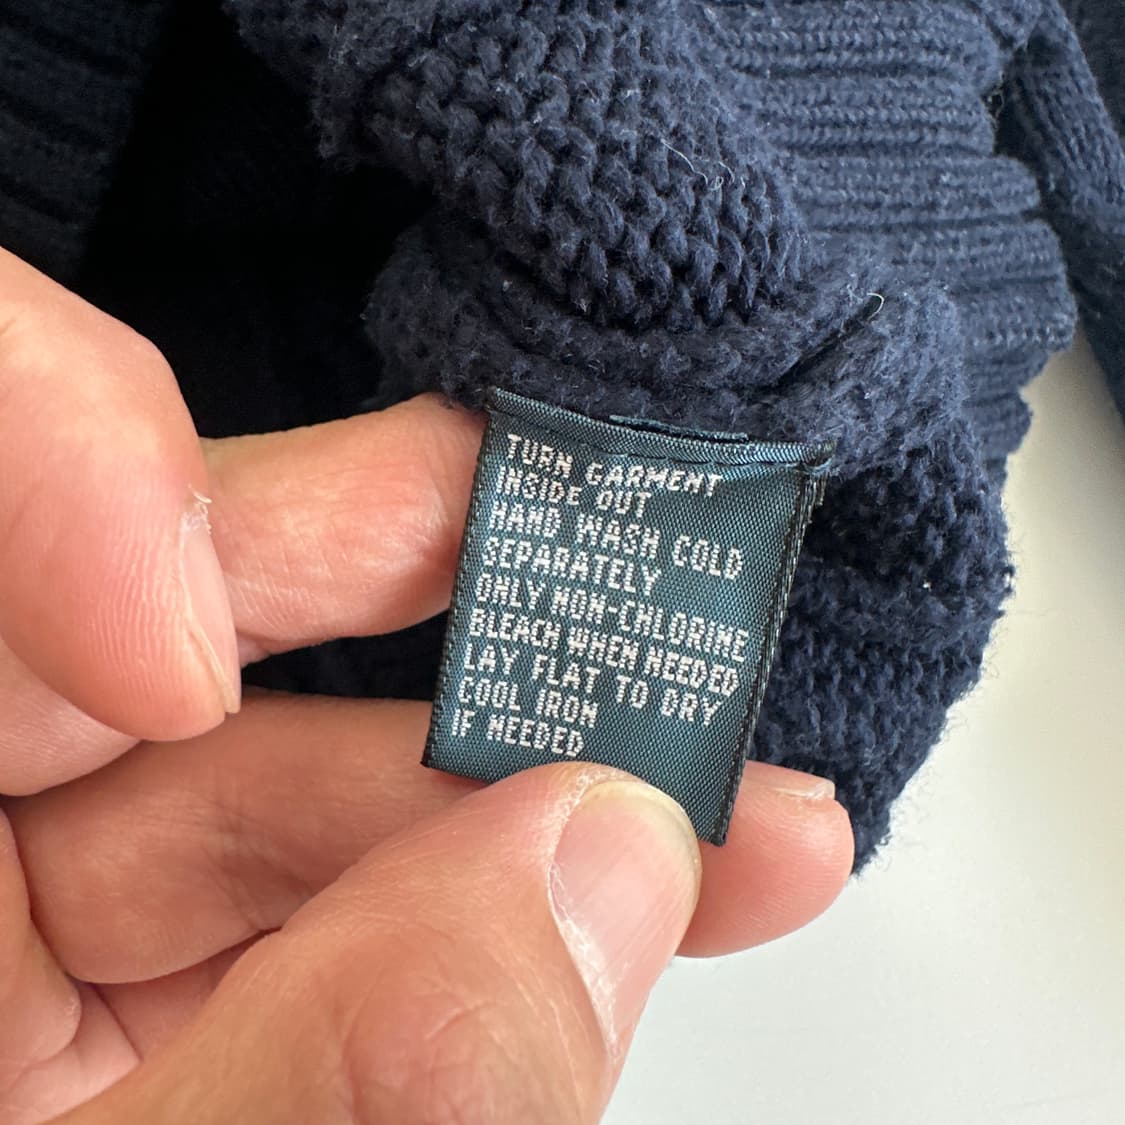 TURN GARMENT
INSIDE OUT
HAND WASH COLD
SEPARATELY
ONLY NON-CHLORINE
BLEACH WHEN NEEDED
LAY FLAT TO DRY
COOL IRON
IF NEEDED